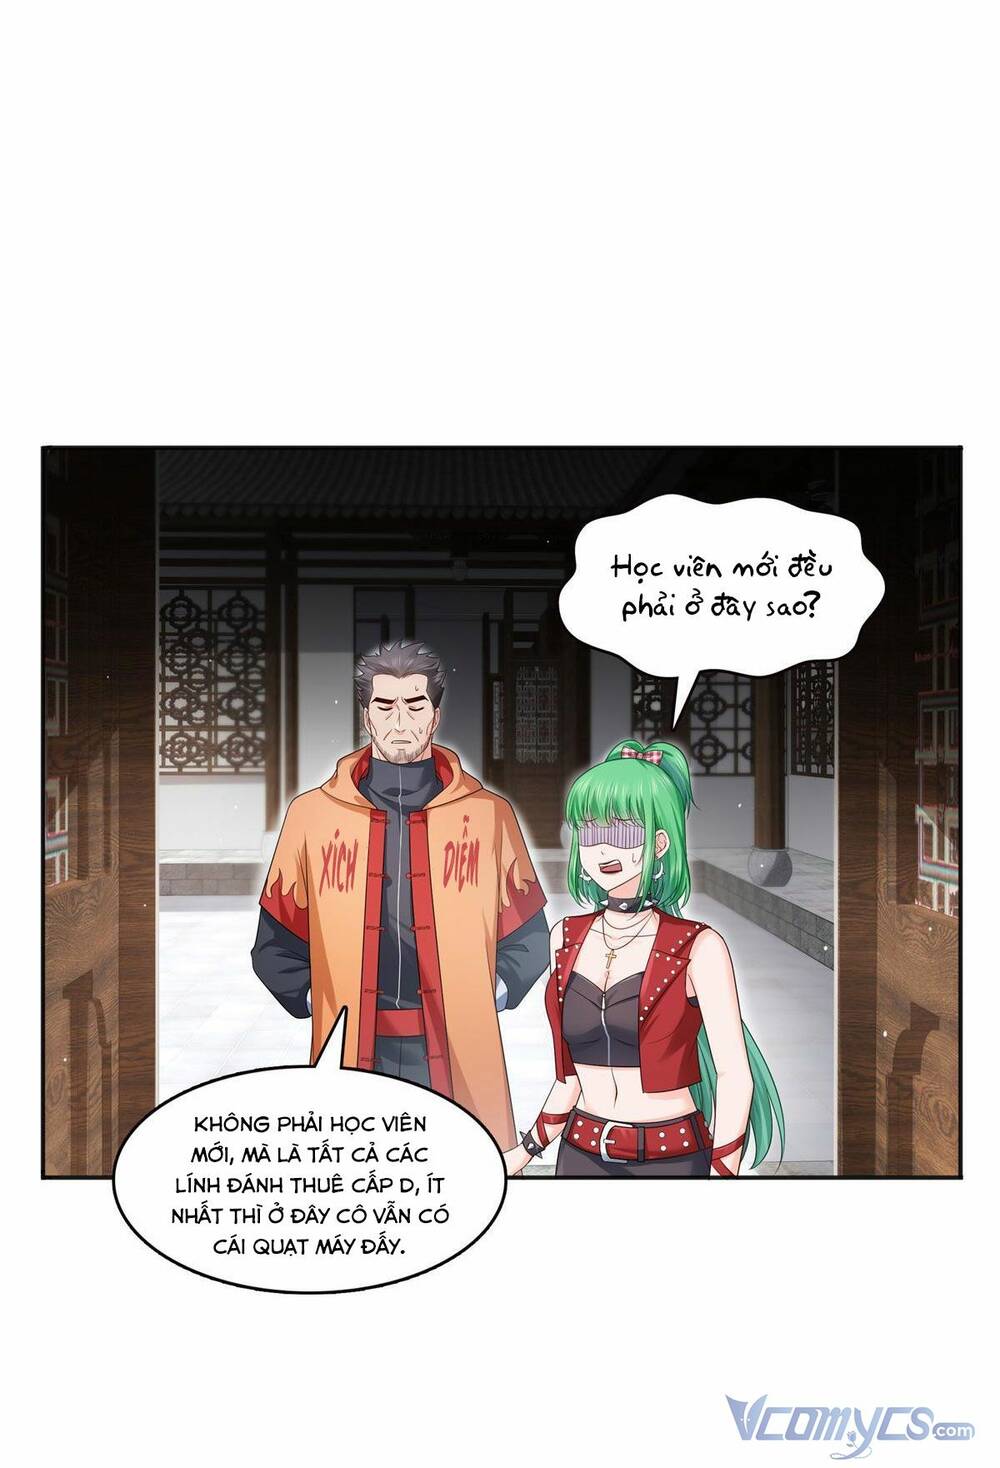 Học viên mới đều
phải ở đây sao?
XÍCH DIỄM
KHÔNG PHẢI HỌC VIÊN
MỚI, MÀ LÀ TẤT CẢ CÁC
LÍNH ĐÁNH THUÊ CẤP D, ÍT
NHẤT THÌ Ở ĐÂY CÔ VẪN CÓ
CÁI QUẠT MÁY ĐẤY.
Vcomycs.com